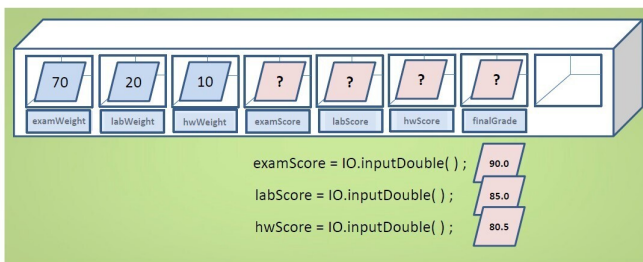 70 20 10 ? ? ? ?
examWeight labWeight hwWeight examScore labScore hwScore finalGrade
examScore = IO.inputDouble( ) ; 90.0
labScore = IO.inputDouble( ) ; 85.0
hwScore = IO.inputDouble( ) ; 80.5